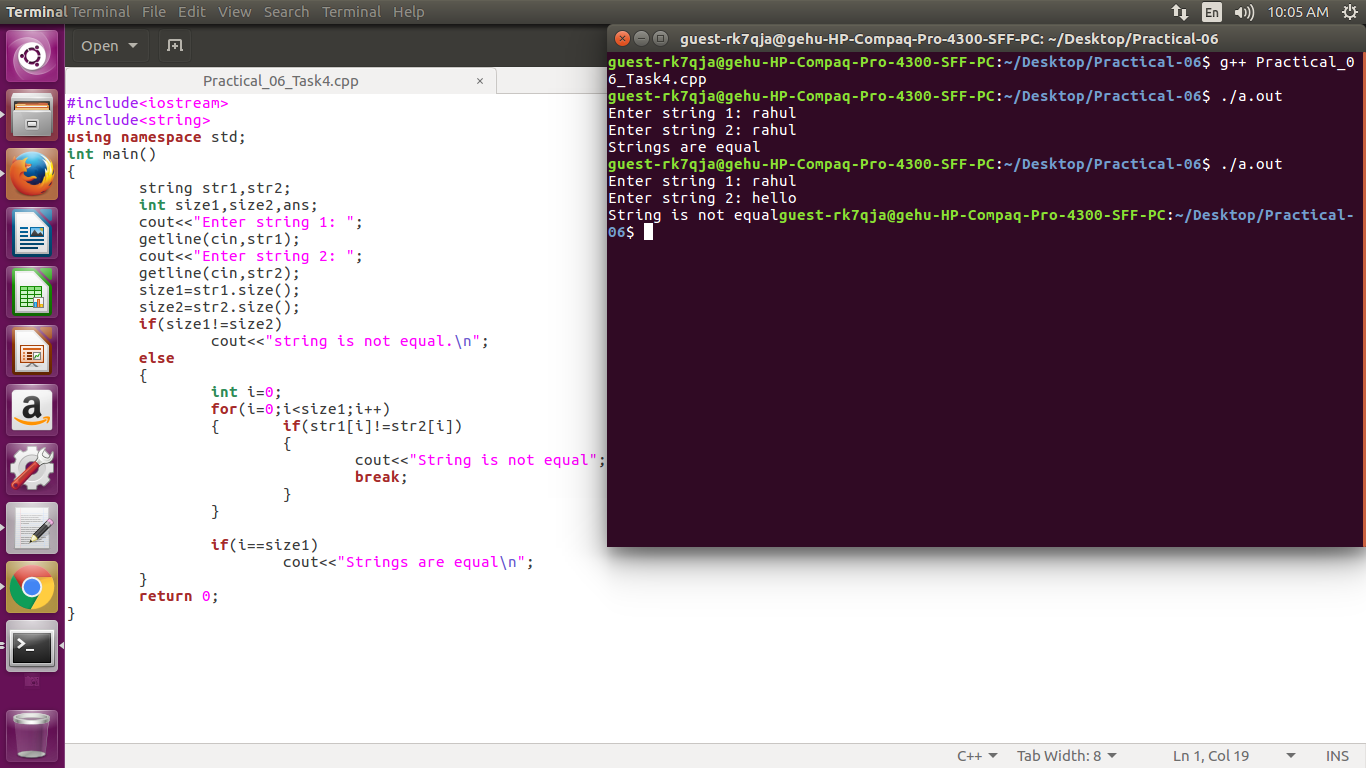 Terminal Terminal File Edit View Search Terminal Help
En 10:05 AM
Open
Practical_06_Task4.cpp ×
#include<iostream>
#include<string>
using namespace std;
int main()
{
string str1,str2;
int size1,size2,ans;
cout<<"Enter string 1: ";
getline(cin,str1);
cout<<"Enter string 2: ";
getline(cin,str2);
size1=str1.size();
size2=str2.size();
if(size1!=size2)
cout<<"string is not equal.\n";
else
{
int i=0;
for(i=0;i<size1;i++)
{ if(str1[i]!=str2[i])
{
cout<<"String is not equal";
break;
}
}
if(i==size1)
cout<<"Strings are equal\n";
}
return 0;
}
guest-rk7qja@gehu-HP-Compaq-Pro-4300-SFF-PC: ~/Desktop/Practical-06
guest-rk7qja@gehu-HP-Compaq-Pro-4300-SFF-PC:~/Desktop/Practical-06$ g++ Practical_0
6_Task4.cpp
guest-rk7qja@gehu-HP-Compaq-Pro-4300-SFF-PC:~/Desktop/Practical-06$ ./a.out
Enter string 1: rahul
Enter string 2: rahul
Strings are equal
guest-rk7qja@gehu-HP-Compaq-Pro-4300-SFF-PC:~/Desktop/Practical-06$ ./a.out
Enter string 1: rahul
Enter string 2: hello
String is not equalguest-rk7qja@gehu-HP-Compaq-Pro-4300-SFF-PC:~/Desktop/Practical-
06$
C++ Tab Width: 8 Ln 1, Col 19 INS